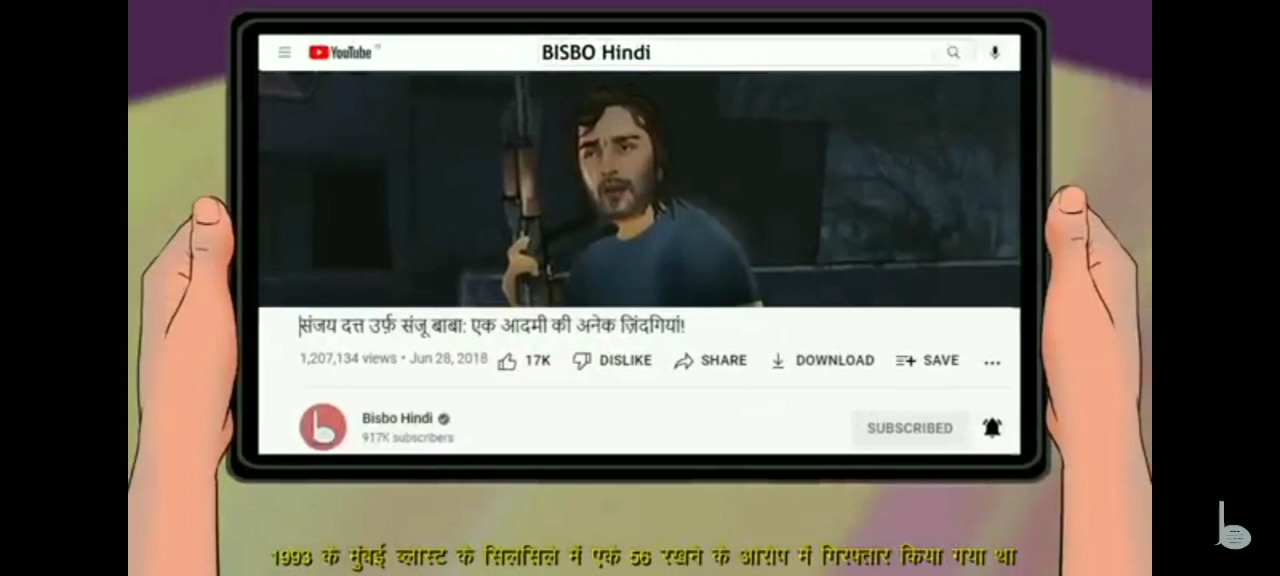 YouTube
BISBO Hindi
संजय दत्त उर्फ़ संजू बाबा: एक आदमी की अनेक ज़िंदगियां!
1,207,134 views • Jun 28, 2018 17K DISLIKE SHARE DOWNLOAD SAVE ...
Bisbo Hindi
917K subscribers
SUBSCRIBED
1993 के मुंबई ब्लास्ट के सिलसिले में एके 56 रखने के आरोप में गिरफ्तार किया गया था